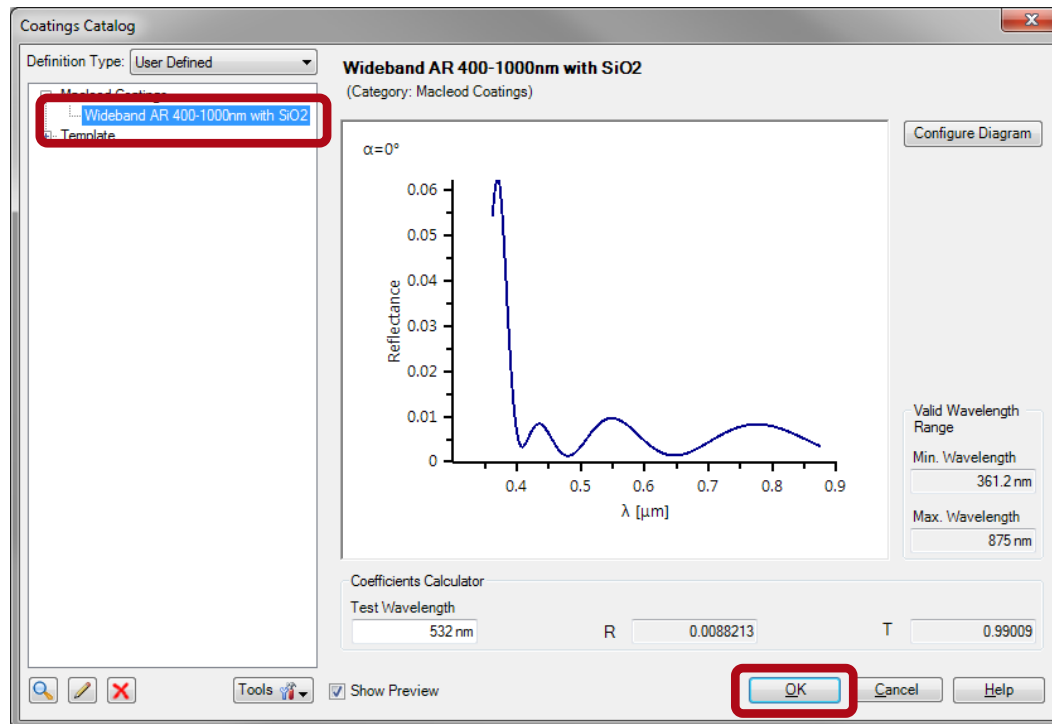 Coatings Catalog
Definition Type: User Defined
Macleod Coatings
Wideband AR 400-1000nm with SiO2
Template
Wideband AR 400-1000nm with SiO2
(Category: Macleod Coatings)
Configure Diagram
α=0°
0.06
0.05
0.04
0.03
0.02
0.01
0
Reflectance
0.4 0.5 0.6 0.7 0.8 0.9
λ [µm]
Valid Wavelength
Range
Min. Wavelength
361.2 nm
Max. Wavelength
875 nm
Coefficients Calculator
Test Wavelength
532 nm R 0.0088213 T 0.99009
Tools Show Preview OK Cancel Help